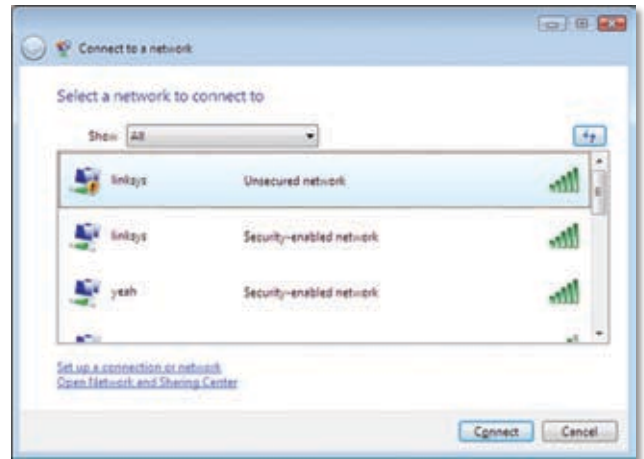 Connect to a network
Select a network to connect to
Show All
linksys Unsecured network
linksys Security-enabled network
yeah Security-enabled network
Set up a connection or network
Open Network and Sharing Center
Connect Cancel